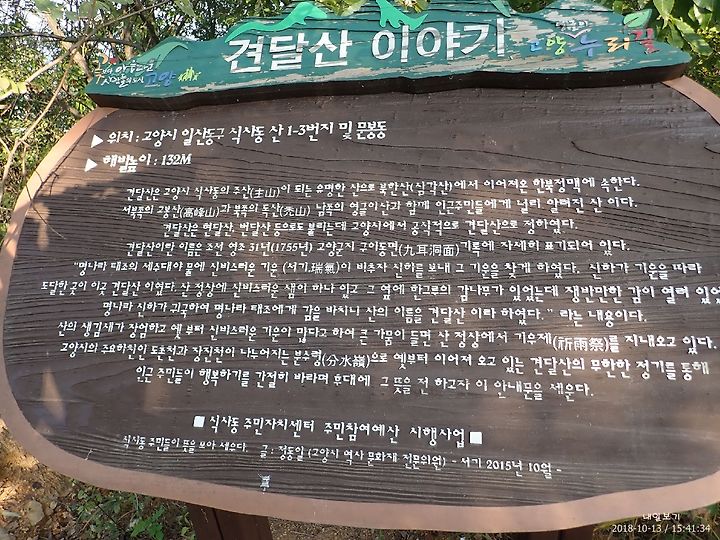 견달산 이야기
고양 누리길
고양
▶ 위치 : 고양시 일산동구 식사동 산 1-3번지 및 문봉동
▶ 해발높이 : 132M
견달산은 고양시 식사동의 주산(主山)이 되는 유명한 산으로 북한산(삼각산)에서 이어져온 한북정맥에 속한다.
서북쪽의 고봉산(高峰山)과 북쪽의 독산(禿山) 남쪽의 영글이산과 함께 인근주민들에게 널리 알려진 산 이다.
견달산은 현달산, 번달산 등으로도 불리는데 고양시에서 공식적으로 견달산으로 정하였다.
견달산이란 이름은 조선 영조 31년(1755년) 고양군지 구이동면(九耳洞面)기록에 자세히 표기되어 있다.
"명나라 태조의 세숫대야 물에 신비스러운 기운 (서기,瑞氣)이 비추자 신하를 보내 그 기운을 찾게 하였다. 신하가 기운을 따라
도달한곳이 이곳 견달산 이였다. 산 정상에 신비스러운 샘이 하나 있고 그 옆에 한그루의 감나무가 있었는데 쟁반만한 감이 열려 있어
명나라 신하가 귀국하여 명나라 태조에게 감을 바치니 산의 이름을 견달산 이라 하였다." 라는 내용이다.
산의 생김새가 장엄하고 옛 부터 신비스러운 기운이 많다고 하여 큰 가뭄이 들면 산 정상에서 기우제(祈雨祭)를 지내오고 있다.
고양시의 주요하천인 도촌천과 장진천이 나누어지는 분수령(分水嶺)으로 옛부터 이어져 오고 있는 견달산의 무한한 정기를 통해
인근 주민들이 행복하기를 간절히 바라며 후대에 그 뜻을 전 하고자 이 안내문을 세운다.
■ 식사동 주민자치센터 주민참여예산 시행사업 ■
식사동 주민들이 뜻을 모아 세우다. 글 : 정동일 (고양시 역사 문화재 전문위원) - 서기 2015년 10월 -
내일보기
2018-10-13 / 15:41:34